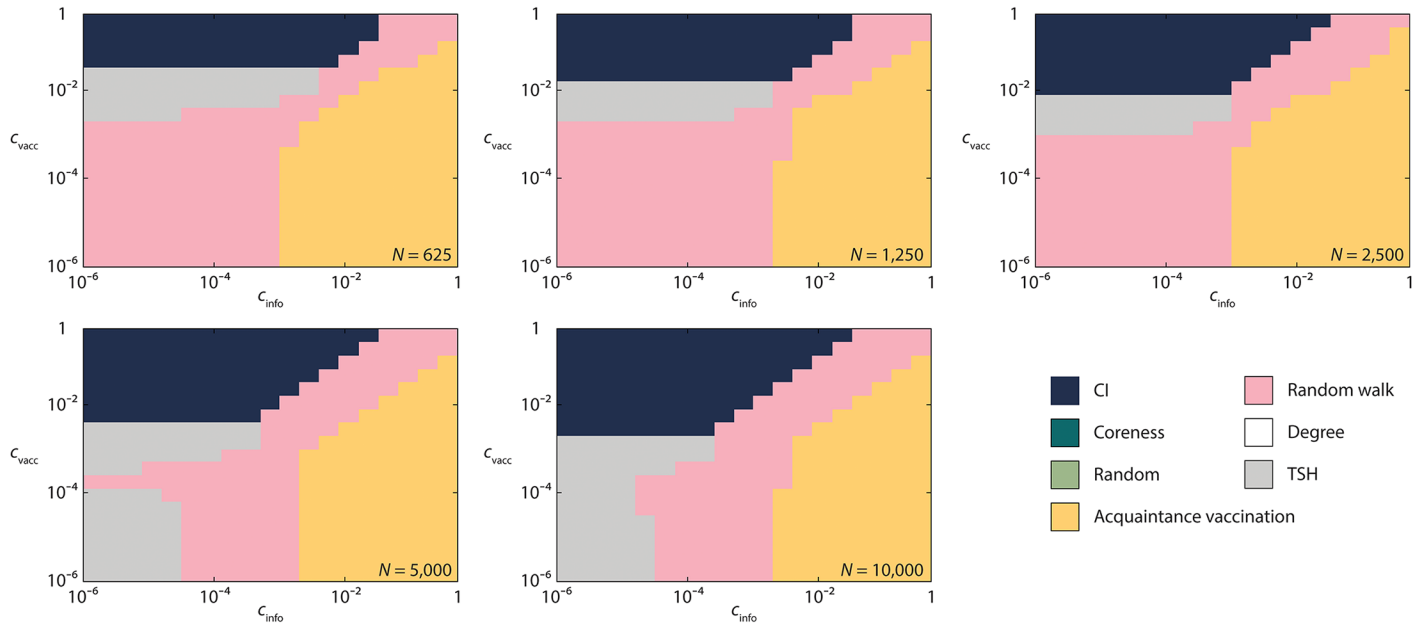 1
10⁻²
c_vacc
10⁻⁴
10⁻⁶
N = 625
10⁻⁶ 10⁻⁴ 10⁻² 1
c_info
1
10⁻²
c_vacc
10⁻⁴
10⁻⁶
N = 1,250
10⁻⁶ 10⁻⁴ 10⁻² 1
c_info
1
10⁻²
c_vacc
10⁻⁴
10⁻⁶
N = 2,500
10⁻⁶ 10⁻⁴ 10⁻² 1
c_info
1
10⁻²
c_vacc
10⁻⁴
10⁻⁶
N = 5,000
10⁻⁶ 10⁻⁴ 10⁻² 1
c_info
1
10⁻²
c_vacc
10⁻⁴
10⁻⁶
N = 10,000
10⁻⁶ 10⁻⁴ 10⁻² 1
c_info
CI
Random walk
Coreness
Degree
Random
TSH
Acquaintance vaccination